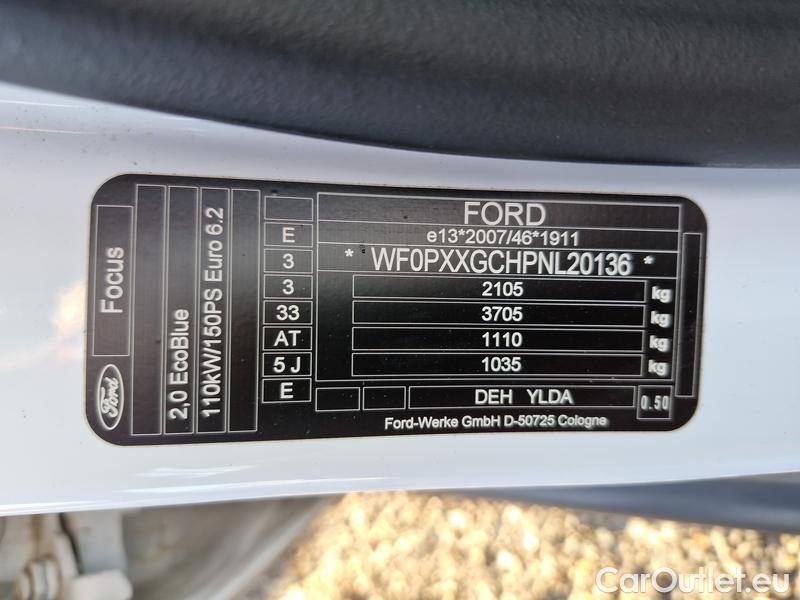 Focus
Ford
2,0 EcoBlue
110kW/150PS Euro 6.2
E
3
3
33
AT
5 J
E
FORD
e13*2007/46*1911
* WF0PXXGCHPNL20136 *
2105 kg
3705 kg
1110 kg
1035 kg
DEH YLDA
0.50
Ford-Werke GmbH D-50725 Cologne
CarOutlet.eu